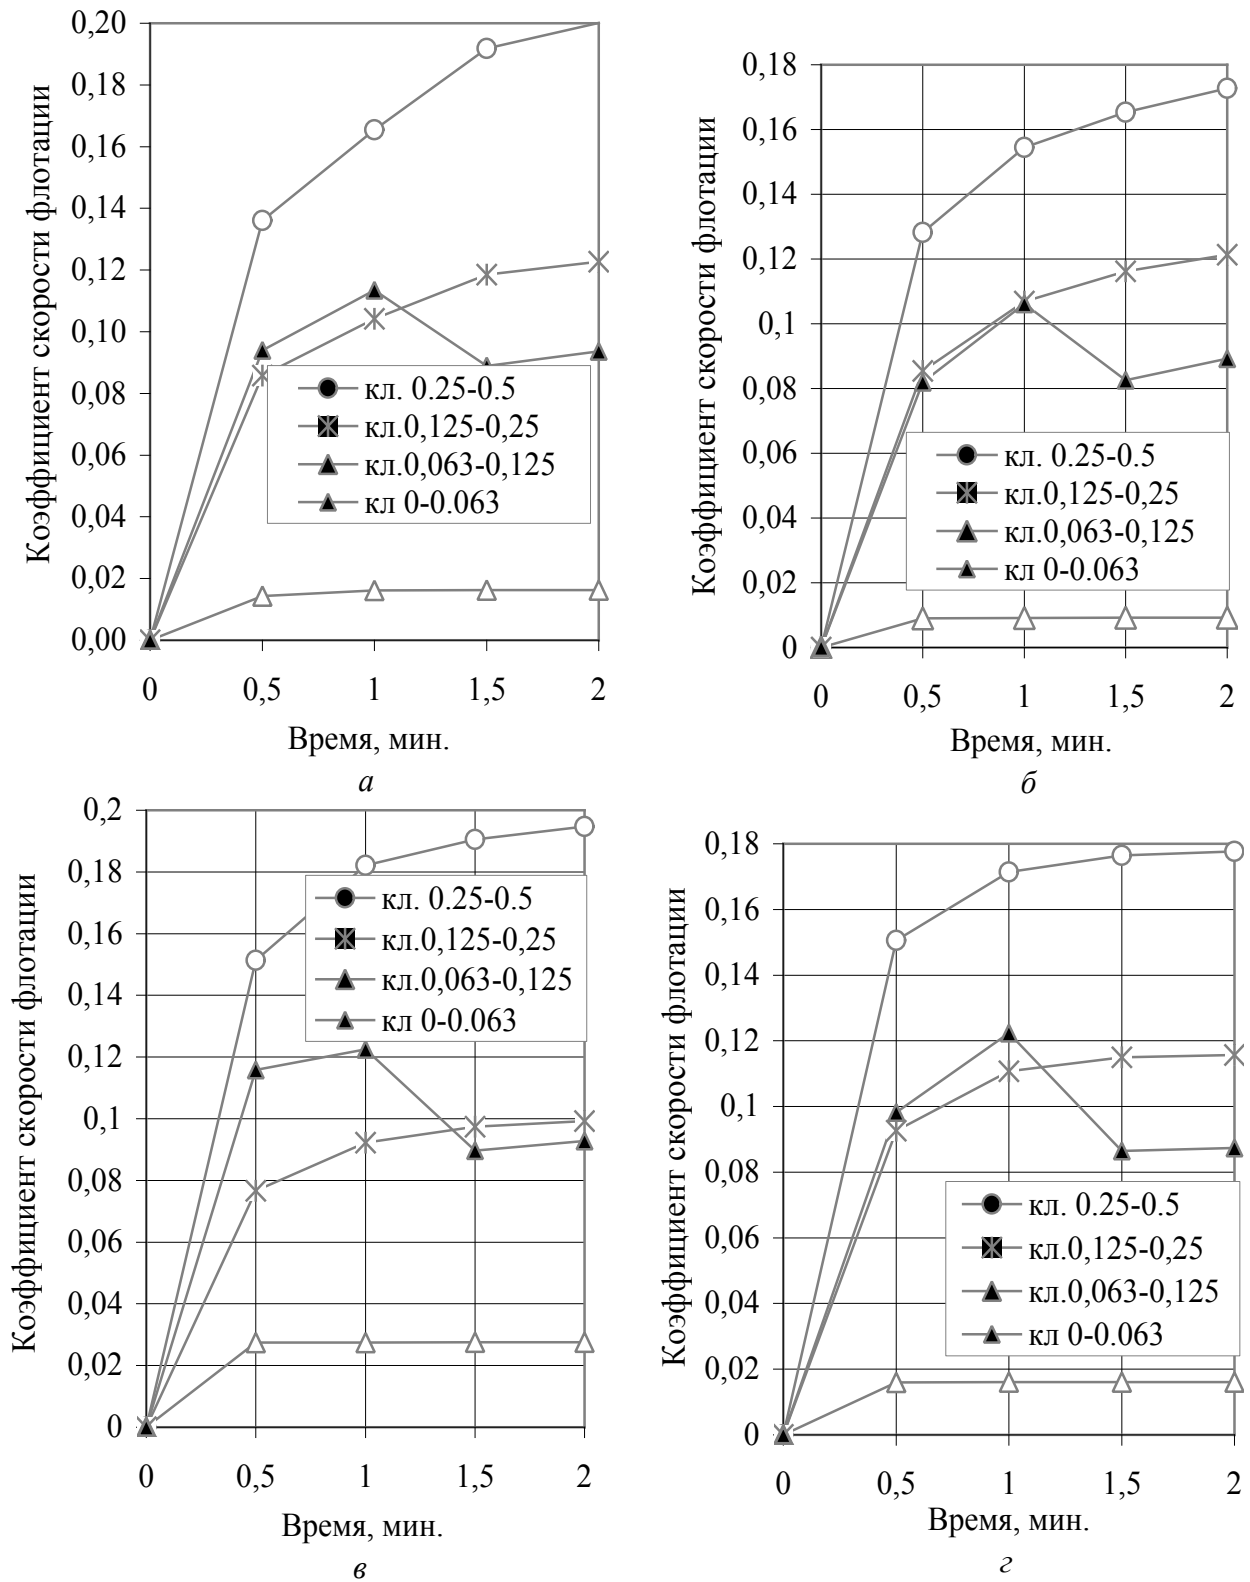 Коэффициент скорости флотации
0,20
0,18
0,16
0,14
0,12
0,10
0,08
0,06
0,04
0,02
0,00
кл. 0.25-0.5
кл.0,125-0,25
кл.0,063-0,125
кл 0-0.063
0 0,5 1 1,5 2
Время, мин.
а
Коэффициент скорости флотации
0,18
0,16
0,14
0,12
0,1
0,08
0,06
0,04
0,02
0
кл. 0.25-0.5
кл.0,125-0,25
кл.0,063-0,125
кл 0-0.063
0 0,5 1 1,5 2
Время, мин.
б
Коэффициент скорости флотации
0,2
0,18
0,16
0,14
0,12
0,1
0,08
0,06
0,04
0,02
0
кл. 0.25-0.5
кл.0,125-0,25
кл.0,063-0,125
кл 0-0.063
0 0,5 1 1,5 2
Время, мин.
в
Коэффициент скорости флотации
0,18
0,16
0,14
0,12
0,1
0,08
0,06
0,04
0,02
0
кл. 0.25-0.5
кл.0,125-0,25
кл.0,063-0,125
кл 0-0.063
0 0,5 1 1,5 2
Время, мин.
г